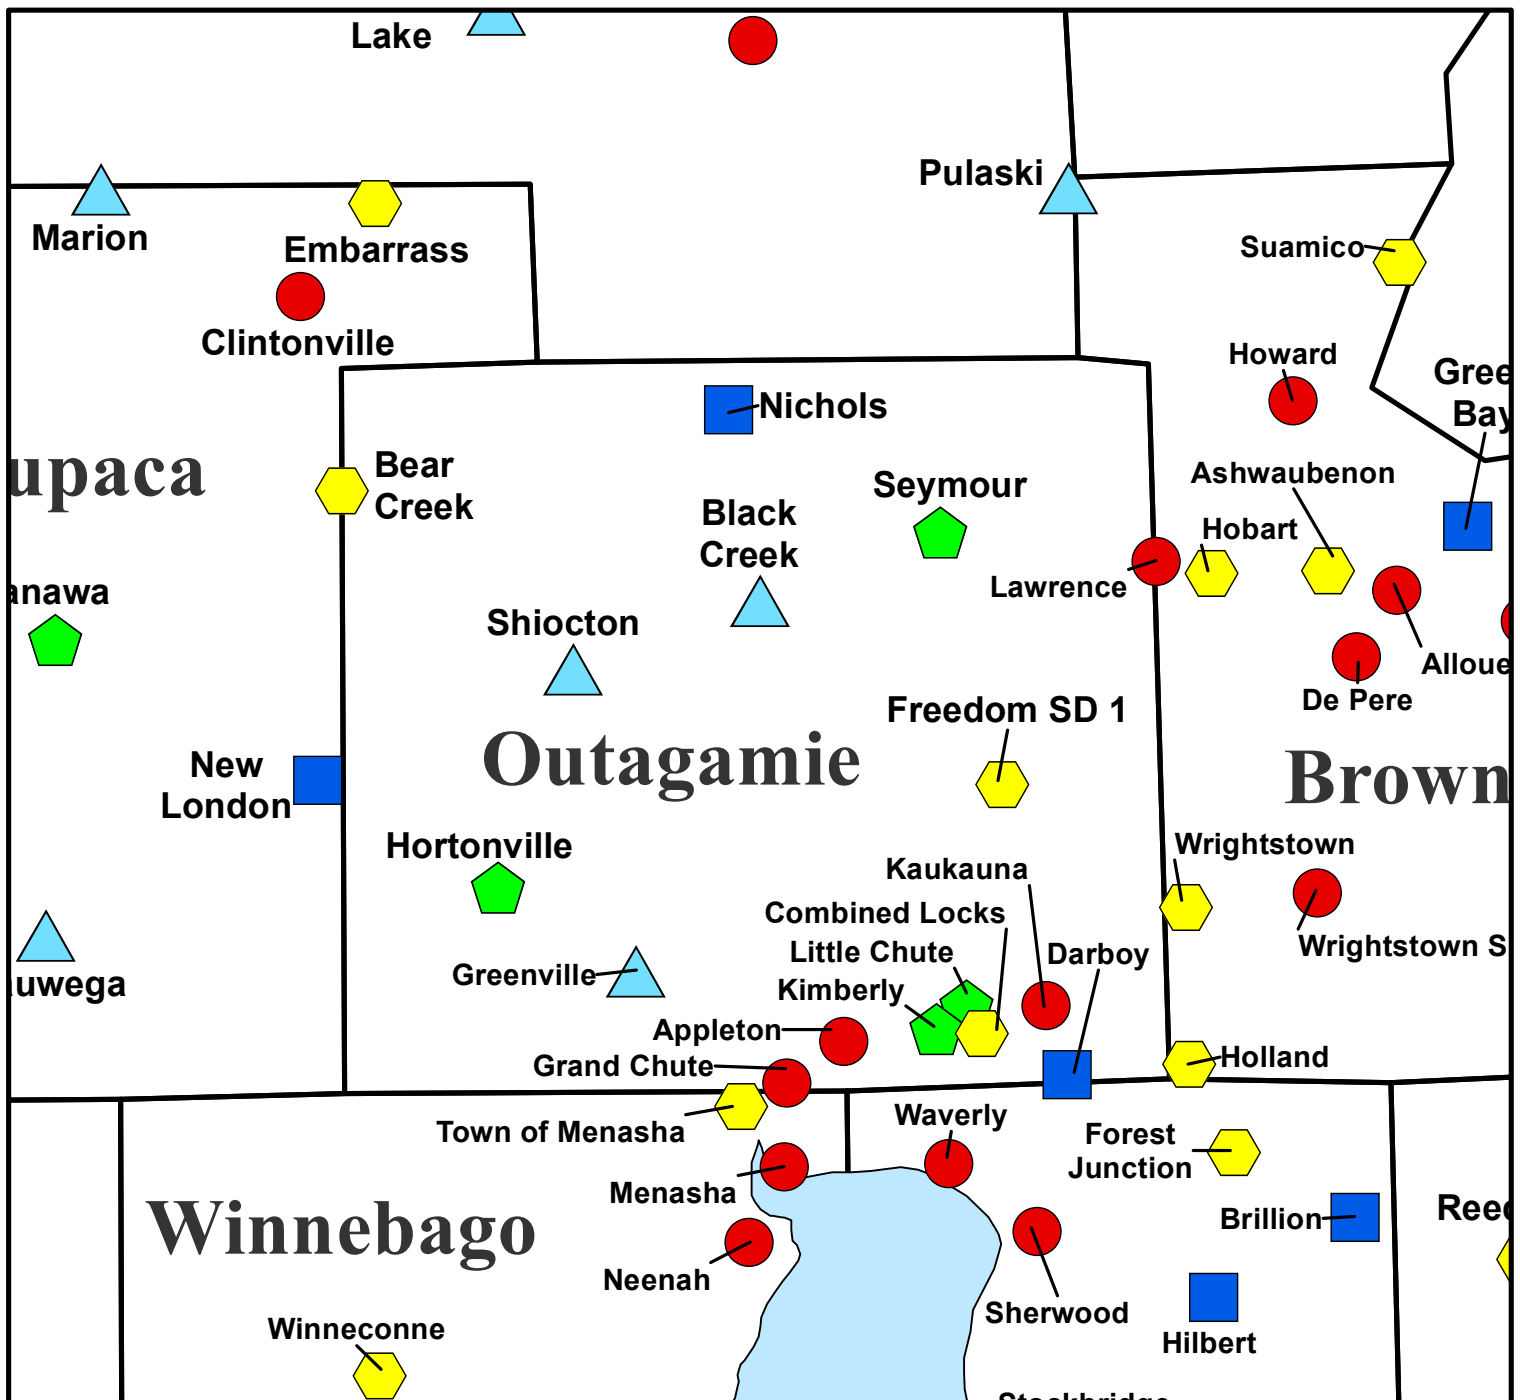 Lake
Pulaski
Marion
Embarrass
Suamico
Clintonville
Howard
Gree
Bay
Nichols
upaca
Bear
Creek
Seymour
Ashwaubenon
Black
Creek
Hobart
anawa
Lawrence
Shiocton
Alloue
De Pere
Freedom SD 1
Outagamie
New
London
Brown
Hortonville
Wrightstown
Kaukauna
Combined Locks
Little Chute
Darboy
Wrightstown S
Greenville
uwega
Kimberly
Appleton
Grand Chute
Holland
Waverly
Town of Menasha
Forest
Junction
Menasha
Winnebago
Brillion
Reed
Neenah
Sherwood
Winneconne
Hilbert